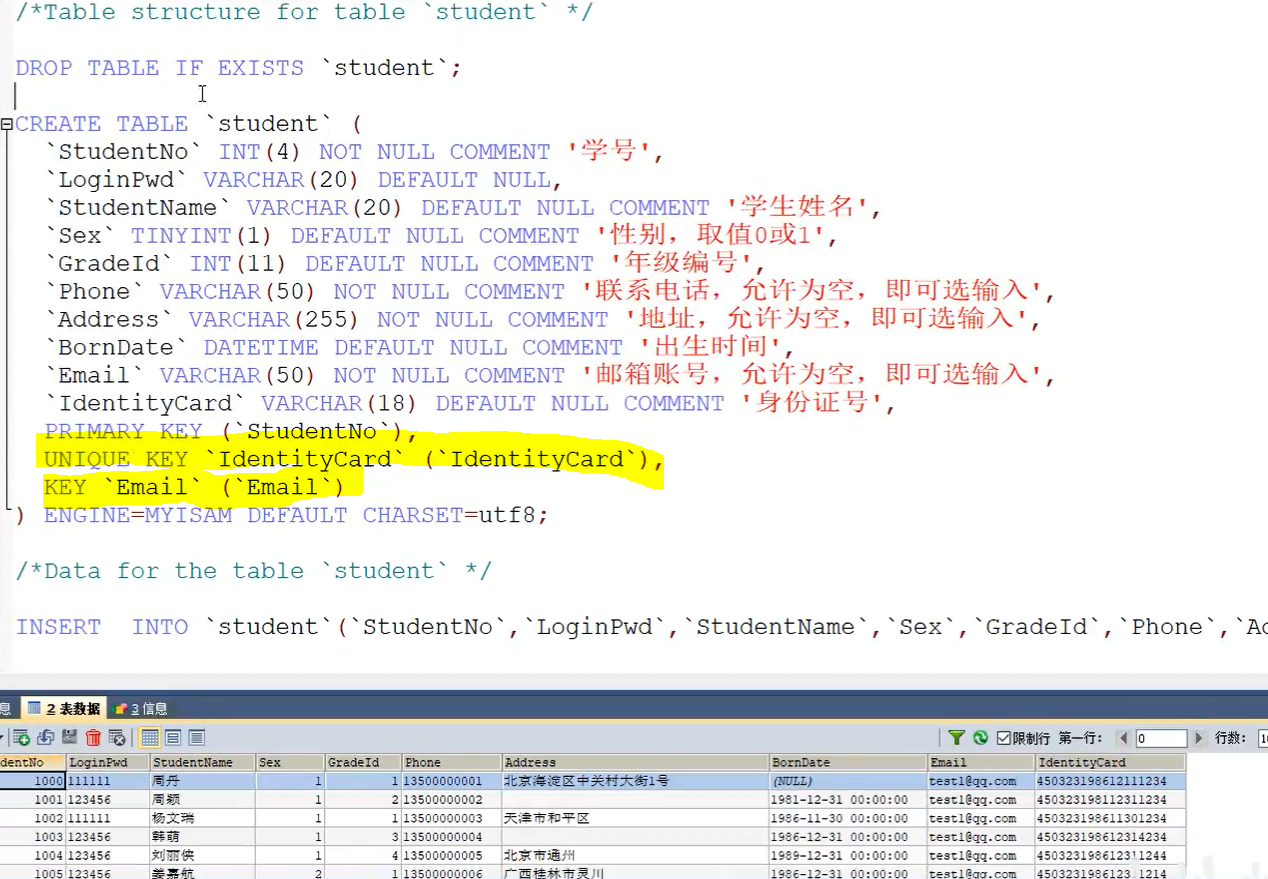 /*Table structure for table `student` */
DROP TABLE IF EXISTS `student`;
CREATE TABLE `student` (
`StudentNo` INT(4) NOT NULL COMMENT '学号',
`LoginPwd` VARCHAR(20) DEFAULT NULL,
`StudentName` VARCHAR(20) DEFAULT NULL COMMENT '学生姓名',
`Sex` TINYINT(1) DEFAULT NULL COMMENT '性别，取值0或1',
`GradeId` INT(11) DEFAULT NULL COMMENT '年级编号',
`Phone` VARCHAR(50) NOT NULL COMMENT '联系电话，允许为空，即可选输入',
`Address` VARCHAR(255) NOT NULL COMMENT '地址，允许为空，即可选输入',
`BornDate` DATETIME DEFAULT NULL COMMENT '出生时间',
`Email` VARCHAR(50) NOT NULL COMMENT '邮箱账号，允许为空，即可选输入',
`IdentityCard` VARCHAR(18) DEFAULT NULL COMMENT '身份证号',
PRIMARY KEY (`StudentNo`),
UNIQUE KEY `IdentityCard` (`IdentityCard`),
KEY `Email` (`Email`)
) ENGINE=MYISAM DEFAULT CHARSET=utf8;
/*Data for the table `student` */
INSERT INTO `student`(`StudentNo`,`LoginPwd`,`StudentName`,`Sex`,`GradeId`,`Phone`,`Ad
息 2 表数据 3 信息
限制行 第一行: 0 行数: 10
dentNo LoginPwd StudentName Sex GradeId Phone Address BornDate Email IdentityCard
1000 111111 周丹 1 1 13500000001 北京海淀区中关村大街1号 (NULL) test1@qq.com 450323198612111234
1001 123456 周颖 1 2 13500000002 1981-12-31 00:00:00 test1@qq.com 450323198112311234
1002 111111 杨文瑞 1 1 13500000003 天津市和平区 1986-11-30 00:00:00 test1@qq.com 450323198611301234
1003 123456 韩萌 1 3 13500000004 1986-12-31 00:00:00 test1@qq.com 450323198612314234
1004 123456 刘丽侠 1 4 13500000005 北京市通州 1989-12-31 00:00:00 test1@qq.com 450323198612311244
1005 123456 姜嘉航 2 1 13500000006 广西桂林市灵川 1986-12-31 00:00:00 test1@qq.com